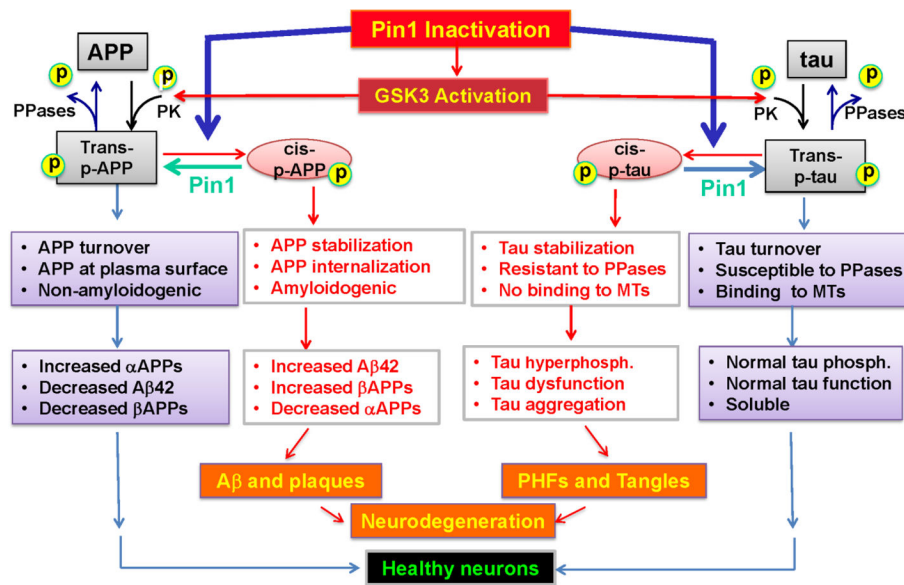 Pin1 Inactivation
APP
tau
p
p
p
p
GSK3 Activation
PPases
PK
PK
PPases
Trans-
p-APP
p
cis-
p-APP
p
Pin1
cis-
p-tau
p
Pin1
Trans-
p-tau
p
• APP turnover
• APP at plasma surface
• Non-amyloidogenic
• APP stabilization
• APP internalization
• Amyloidogenic
• Tau stabilization
• Resistant to PPases
• No binding to MTs
• Tau turnover
• Susceptible to PPases
• Binding to MTs
• Increased αAPPs
• Decreased Aβ42
• Decreased βAPPs
• Increased Aβ42
• Increased βAPPs
• Decreased αAPPs
• Tau hyperphosph.
• Tau dysfunction
• Tau aggregation
• Normal tau phosph.
• Normal tau function
• Soluble
Aβ and plaques
PHFs and Tangles
Neurodegeneration
Healthy neurons